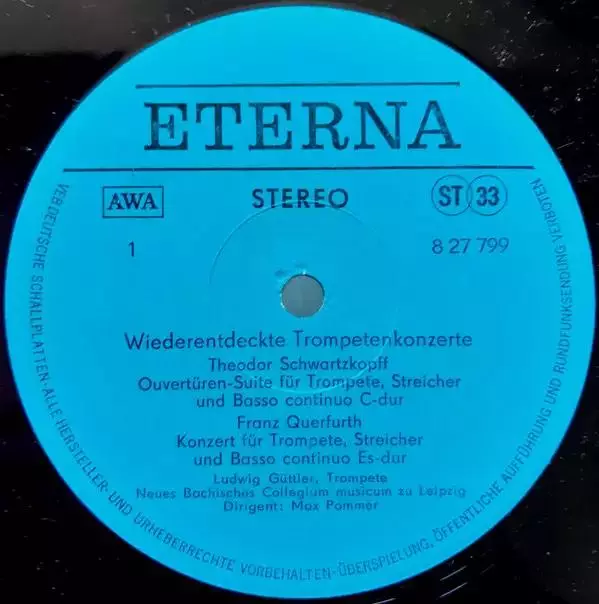 ETERNA
AWA
STEREO
ST 33
1
8 27 799
Wiederentdeckte Trompetenkonzerte
Theodor Schwartzkopff
Ouvertüren-Suite für Trompete, Streicher
und Basso continuo C-dur
Franz Querfurth
Konzert für Trompete, Streicher
und Basso continuo Es-dur
Ludwig Güttler, Trompete
Neues Bachisches Collegium musicum zu Leipzig
Dirigent: Max Pommer
VEB DEUTSCHE SCHALLPLATTEN·ALLE HERSTELLER- UND URHEBERRECHTE VORBEHALTEN·ÜBERSPIELUNG, ÖFFENTLICHE AUFFÜHRUNG UND RUNDFUNKSENDUNG VERBOTEN